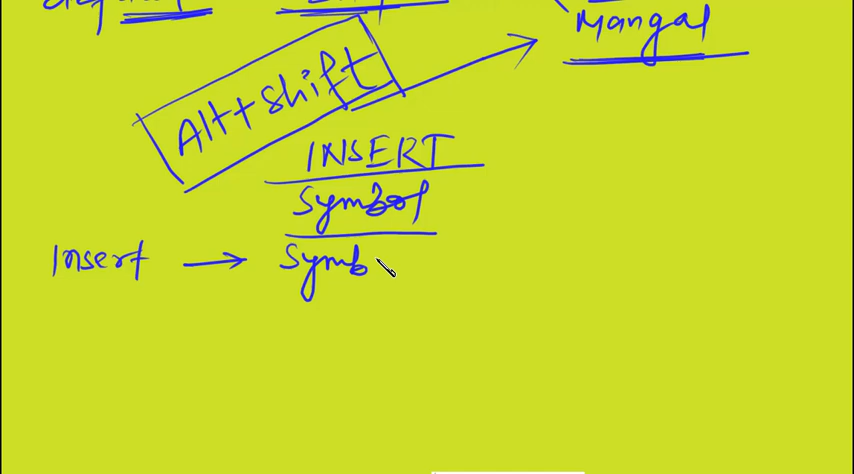 Mangal
Alt+shift
INSERT
Symbol
Insert → Symb